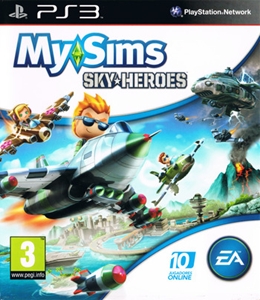 PS3
PlayStation.Network
MySims
SKY HEROES
3
www.pegi.info
10
JUGADORES
ONLINE
EA